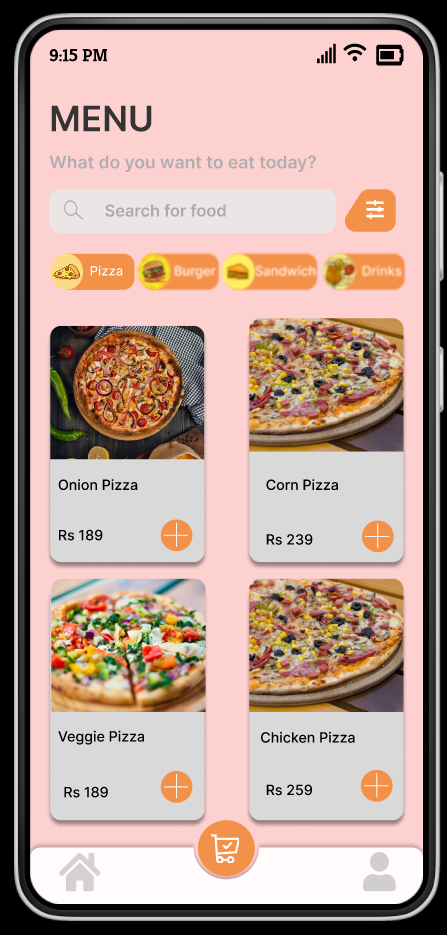 9:15 PM
MENU
What do you want to eat today?
Search for food
Pizza Burger Sandwich Drinks
Onion Pizza
Rs 189
Corn Pizza
Rs 239
Veggie Pizza
Rs 189
Chicken Pizza
Rs 259